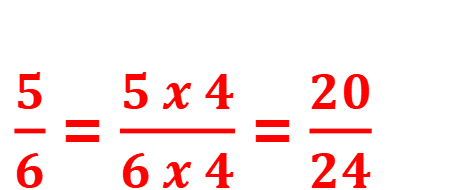 5/6 = 5 x 4/6 x 4 = 20/24